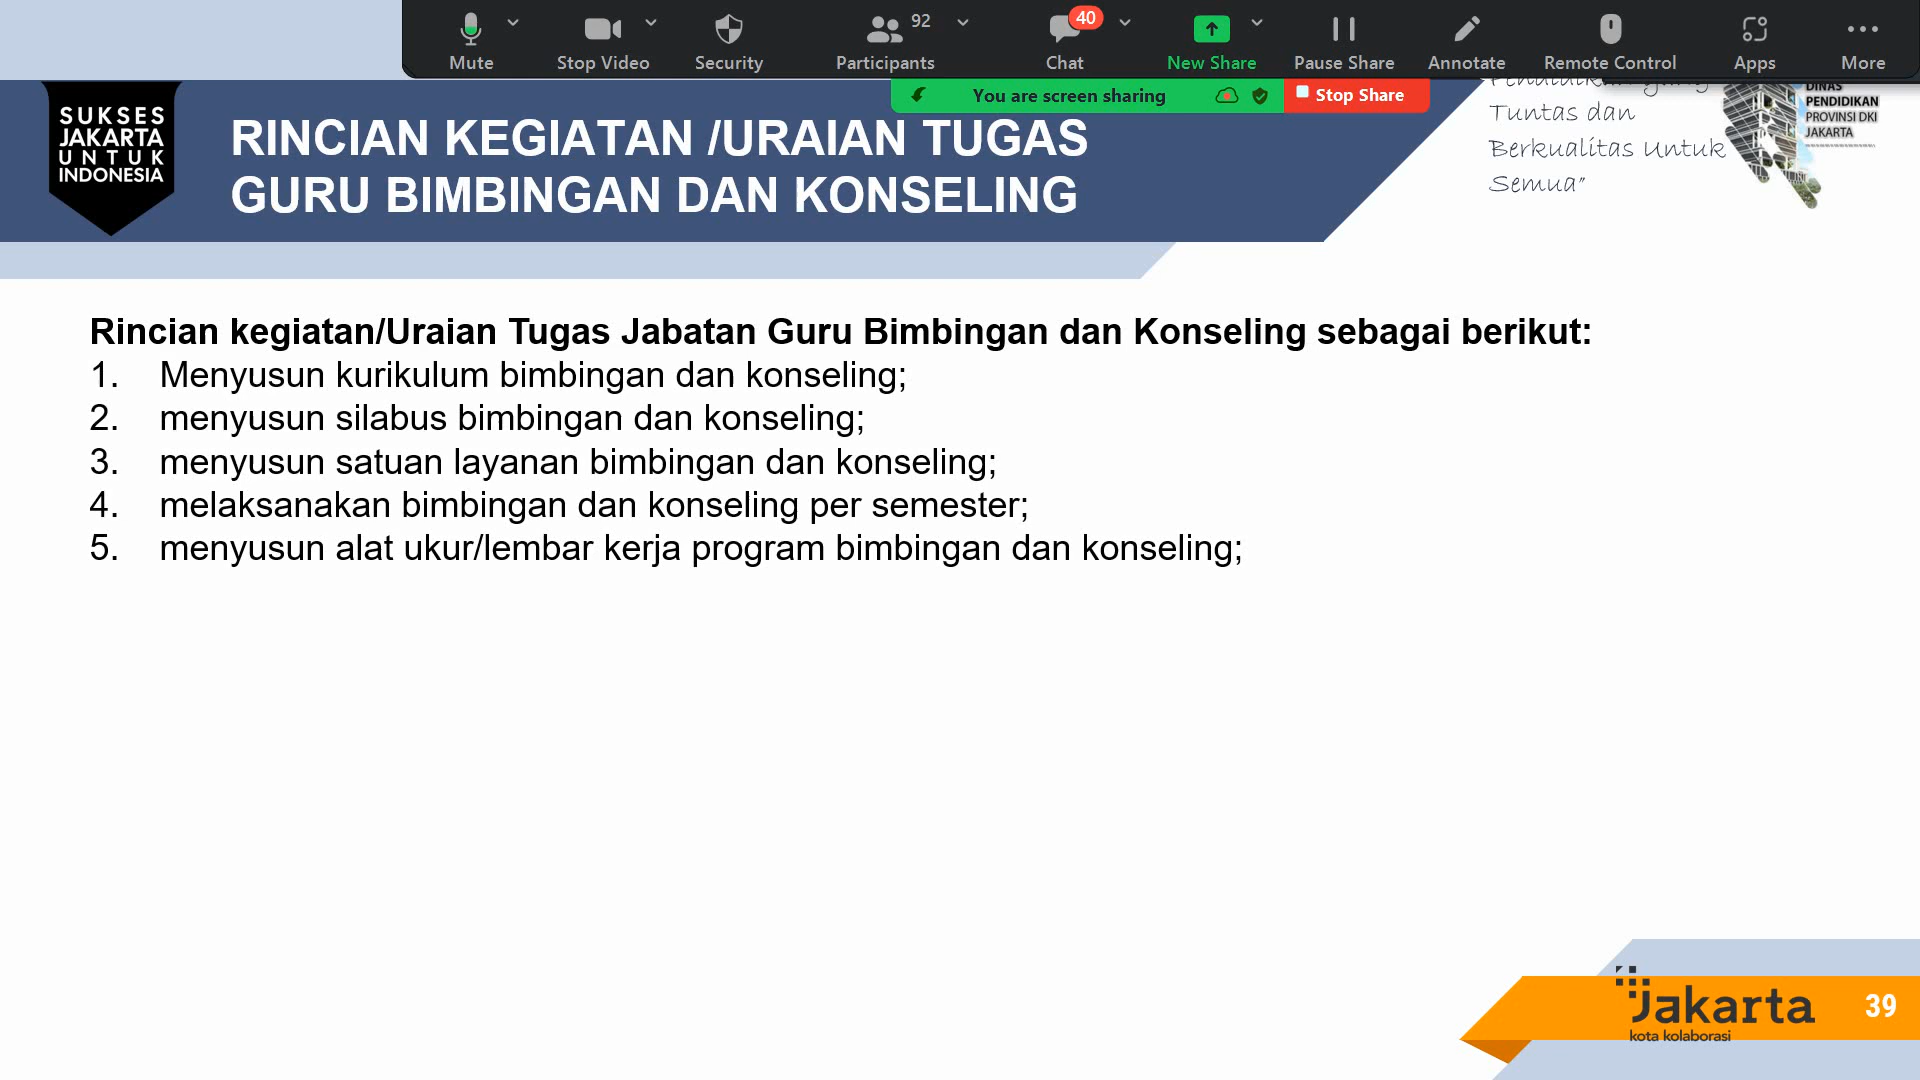 Mute
Stop Video
Security
Participants
92
Chat
40
New Share
Pause Share
Annotate
Remote Control
Apps
More
You are screen sharing
Stop Share
SUKSES
JAKARTA
UNTUK
INDONESIA
RINCIAN KEGIATAN /URAIAN TUGAS
GURU BIMBINGAN DAN KONSELING
Tuntas dan
Berkualitas Untuk
Semua"
DINAS
PENDIDIKAN
PROVINSI DKI
JAKARTA
Rincian kegiatan/Uraian Tugas Jabatan Guru Bimbingan dan Konseling sebagai berikut:
1. Menyusun kurikulum bimbingan dan konseling;
2. menyusun silabus bimbingan dan konseling;
3. menyusun satuan layanan bimbingan dan konseling;
4. melaksanakan bimbingan dan konseling per semester;
5. menyusun alat ukur/lembar kerja program bimbingan dan konseling;
Jakarta
kota kolaborasi
39